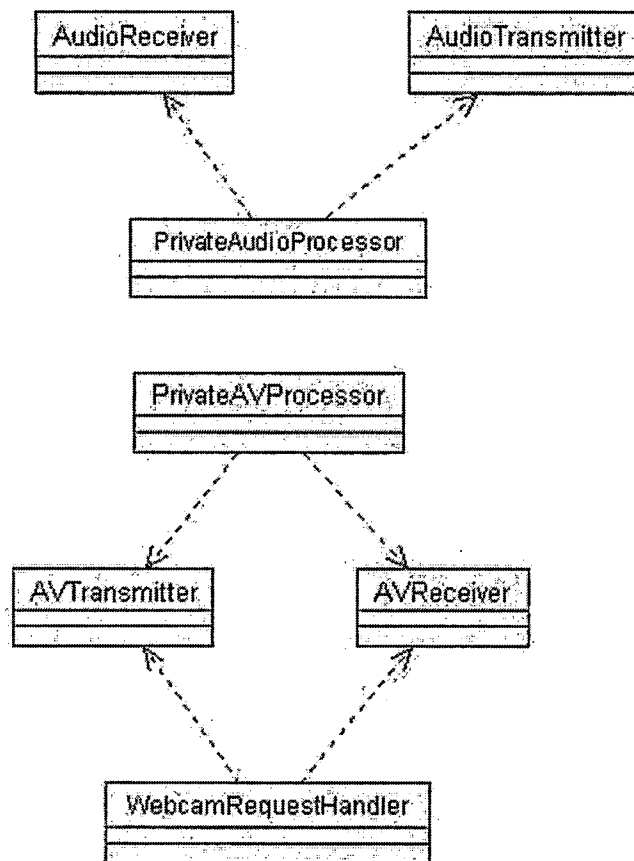 AudioReceiver
AudioTransmitter
PrivateAudioProcessor
PrivateAVProcessor
AVTransmitter
AVReceiver
WebcamRequestHandler